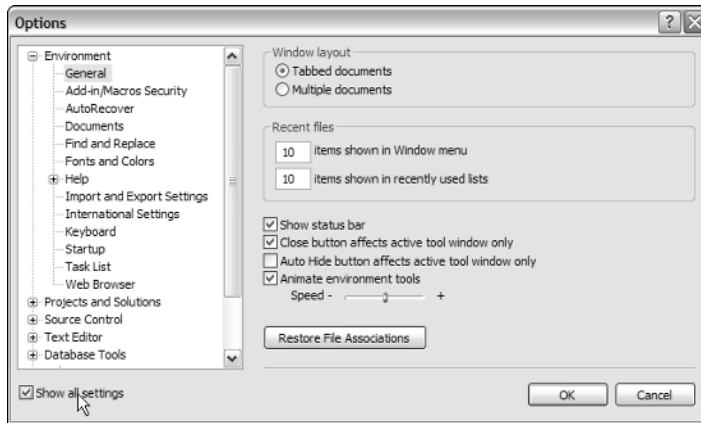 Options
Environment
General
Add-in/Macros Security
AutoRecover
Documents
Find and Replace
Fonts and Colors
Help
Import and Export Settings
International Settings
Keyboard
Startup
Task List
Web Browser
Projects and Solutions
Source Control
Text Editor
Database Tools
Show all settings
Window layout
Tabbed documents
Multiple documents
Recent files
10 items shown in Window menu
10 items shown in recently used lists
Show status bar
Close button affects active tool window only
Auto Hide button affects active tool window only
Animate environment tools
Speed - +
Restore File Associations
OK
Cancel